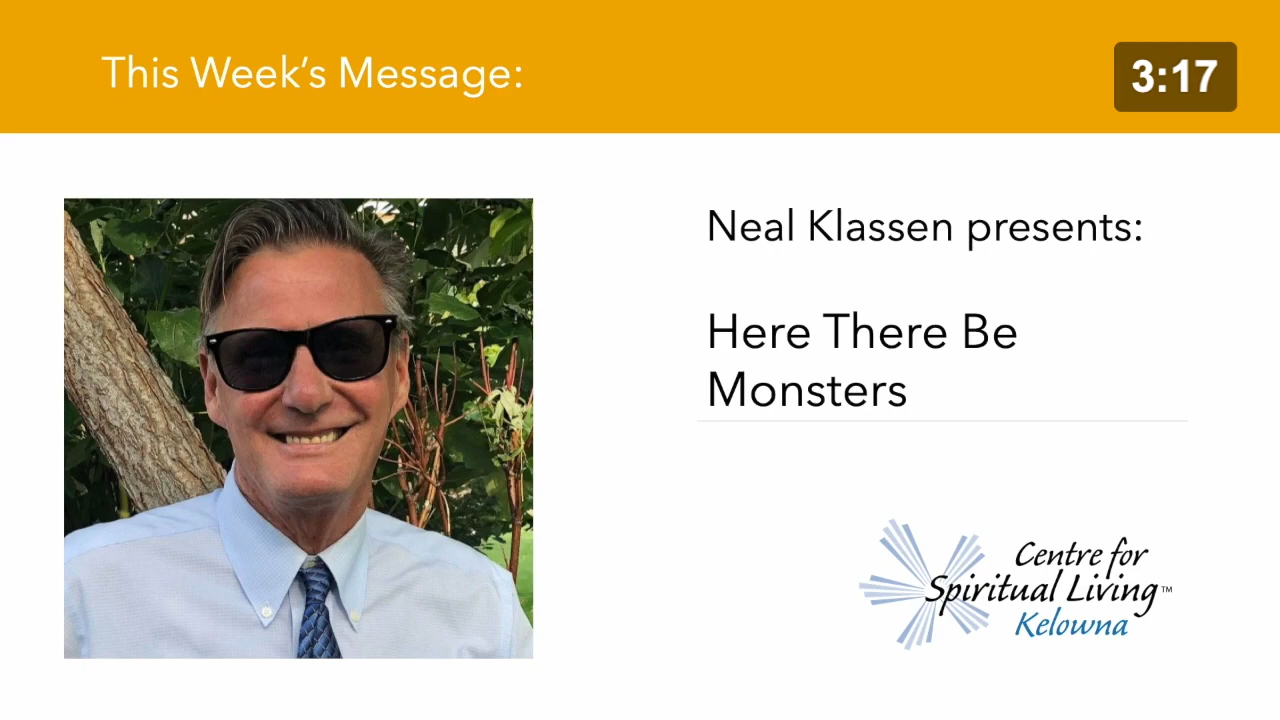 This Week's Message:
3:17
Neal Klassen presents:
Here There Be
Monsters
Centre for
Spiritual Living™
Kelowna